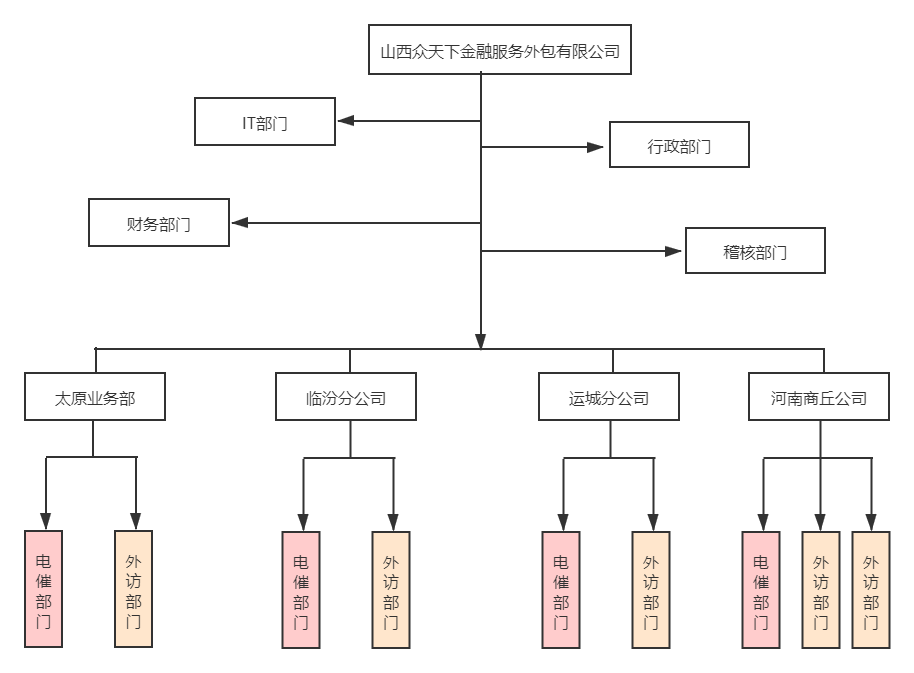 山西众天下金融服务外包有限公司
IT部门
行政部门
财务部门
稽核部门
太原业务部
临汾分公司
运城分公司
河南商丘公司
电催部门
外访部门
电催部门
外访部门
电催部门
外访部门
电催部门
外访部门
外访部门